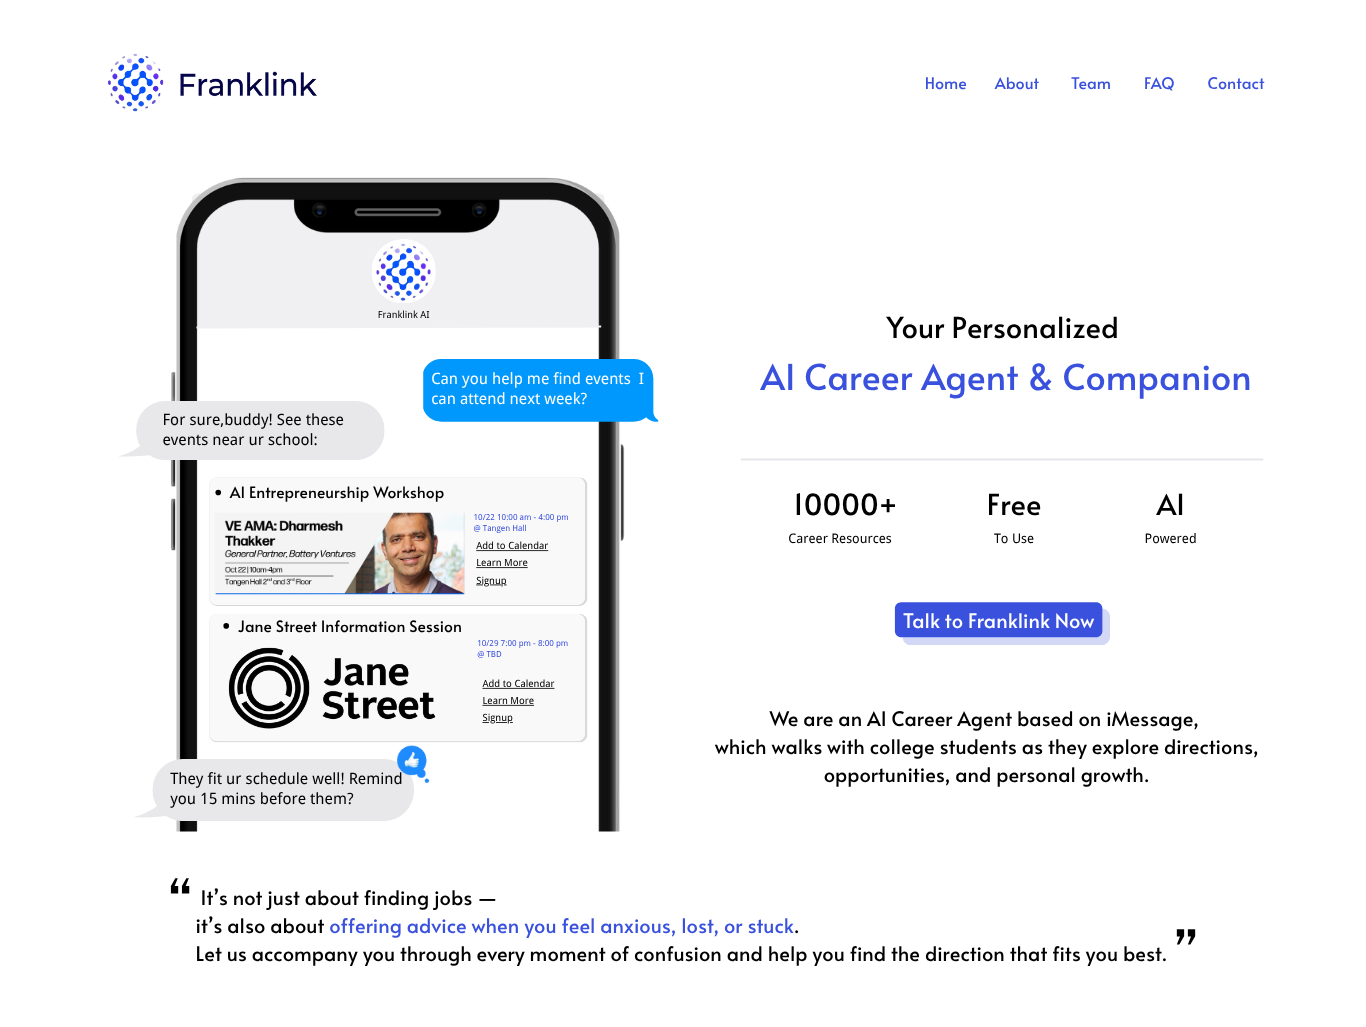 Franklink
Home About Team FAQ Contact
Franklink AI
Can you help me find events I
can attend next week?
For sure,buddy! See these
events near ur school:
• AI Entrepreneurship Workshop
VE AMA: Dharmesh
Thakker
General Partner, Battery Ventures
Oct 22 | 10am-4pm
Tangen Hall 2nd and 3rd Floor
10/22 10:00 am - 4:00 pm
@ Tangen Hall
Add to Calendar
Learn More
Signup
• Jane Street Information Session
Jane
Street
10/29 7:00 pm - 8:00 pm
@ TBD
Add to Calendar
Learn More
Signup
They fit ur schedule well! Remind
you 15 mins before them?
Your Personalized
AI Career Agent & Companion
10000+
Career Resources
Free
To Use
AI
Powered
Talk to Franklink Now
We are an AI Career Agent based on iMessage,
which walks with college students as they explore directions,
opportunities, and personal growth.
“ It’s not just about finding jobs —
it’s also about offering advice when you feel anxious, lost, or stuck.
Let us accompany you through every moment of confusion and help you find the direction that fits you best. ”